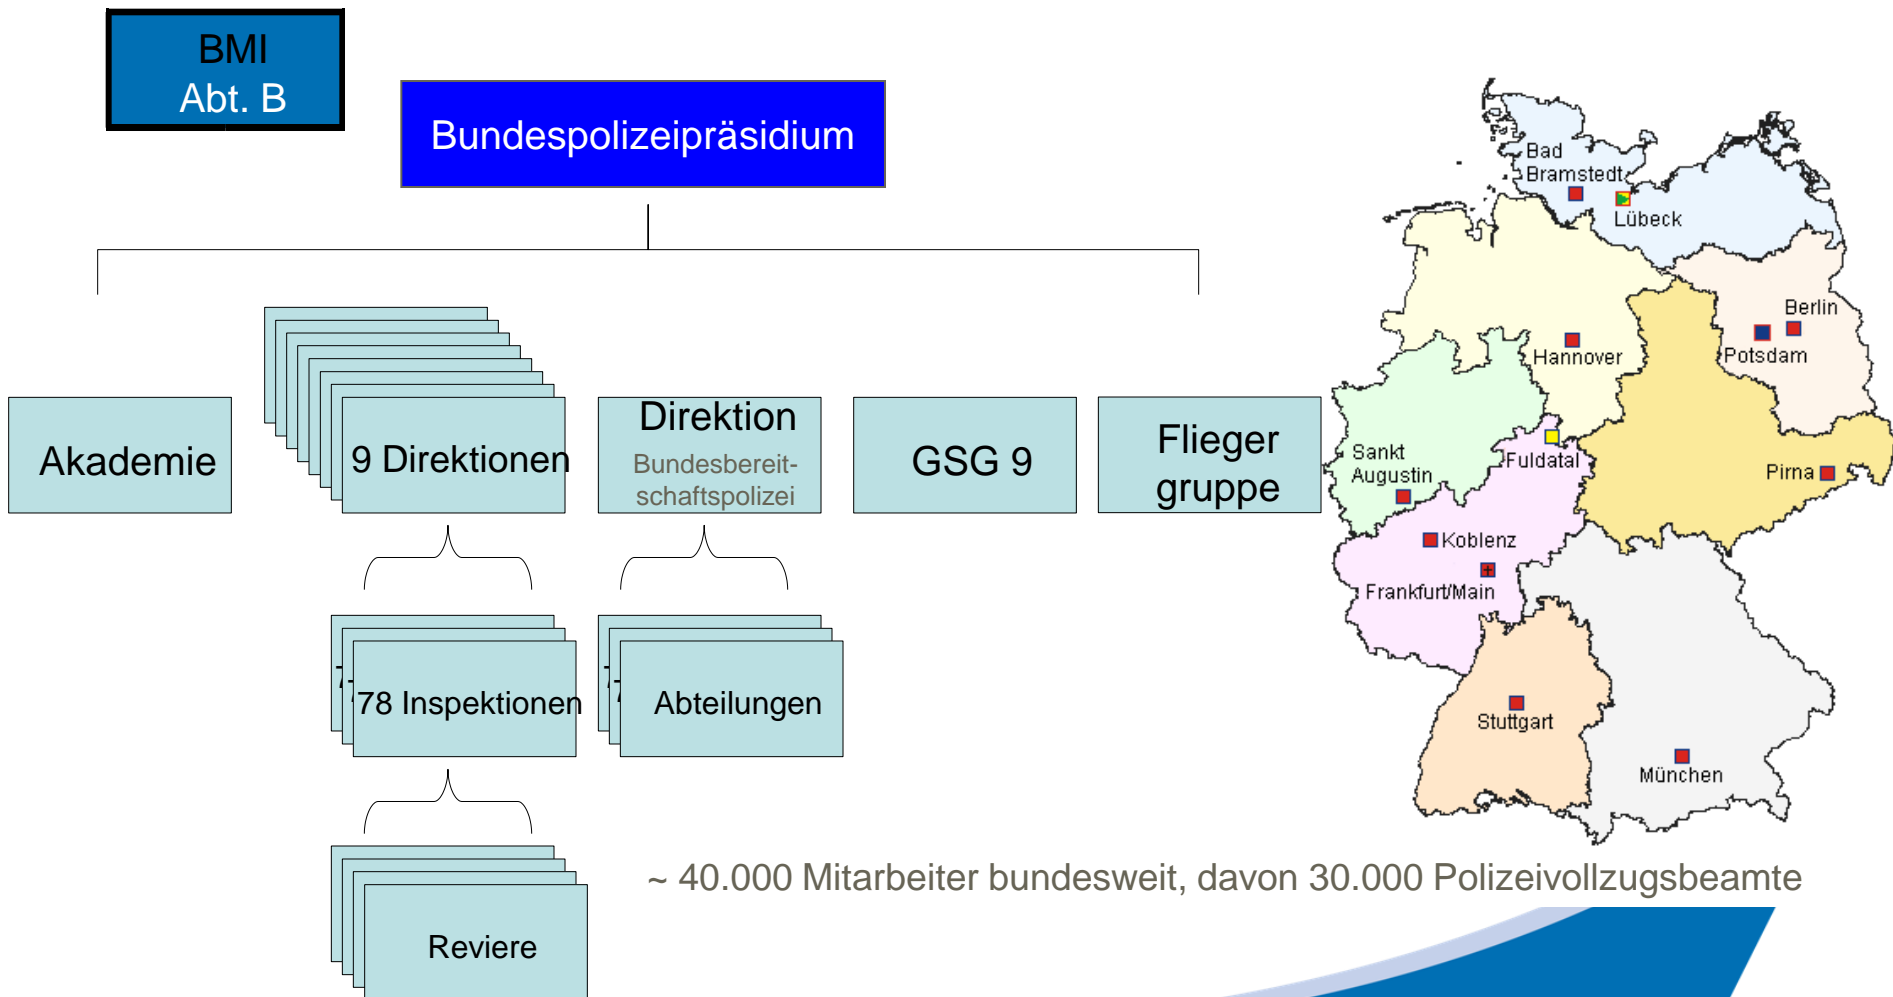 BMI
Abt. B
Bundespolizeipräsidium
Akademie
9 Direktionen
Direktion
Bundesbereit-
schaftspolizei
GSG 9
Flieger
gruppe
78 Inspektionen
Abteilungen
Reviere
~ 40.000 Mitarbeiter bundesweit, davon 30.000 Polizeivollzugsbeamte
Bad
Bramstedt
Lübeck
Berlin
Potsdam
Hannover
Fuldatal
Sankt
Augustin
Pirna
Koblenz
Frankfurt/Main
Stuttgart
München